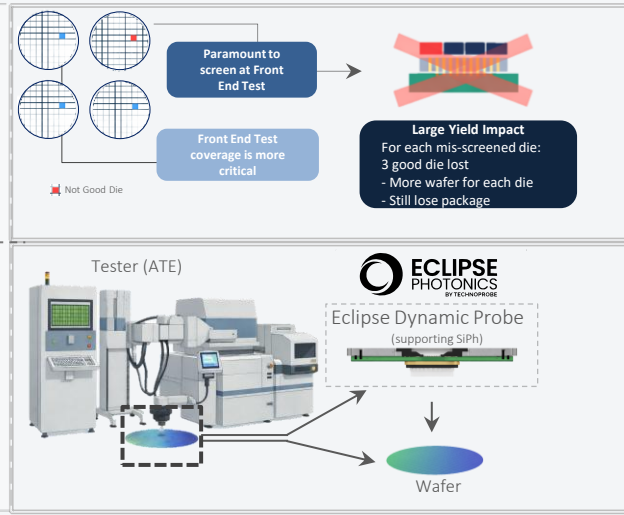 Paramount to
screen at Front
End Test
Front End Test
coverage is more
critical
Not Good Die
Large Yield Impact
For each mis-screened die:
3 good die lost
- More wafer for each die
- Still lose package
Tester (ATE)
ECLIPSE
PHOTONICS
BY TECHNOPROBE
Eclipse Dynamic Probe
(supporting SiPh)
Wafer